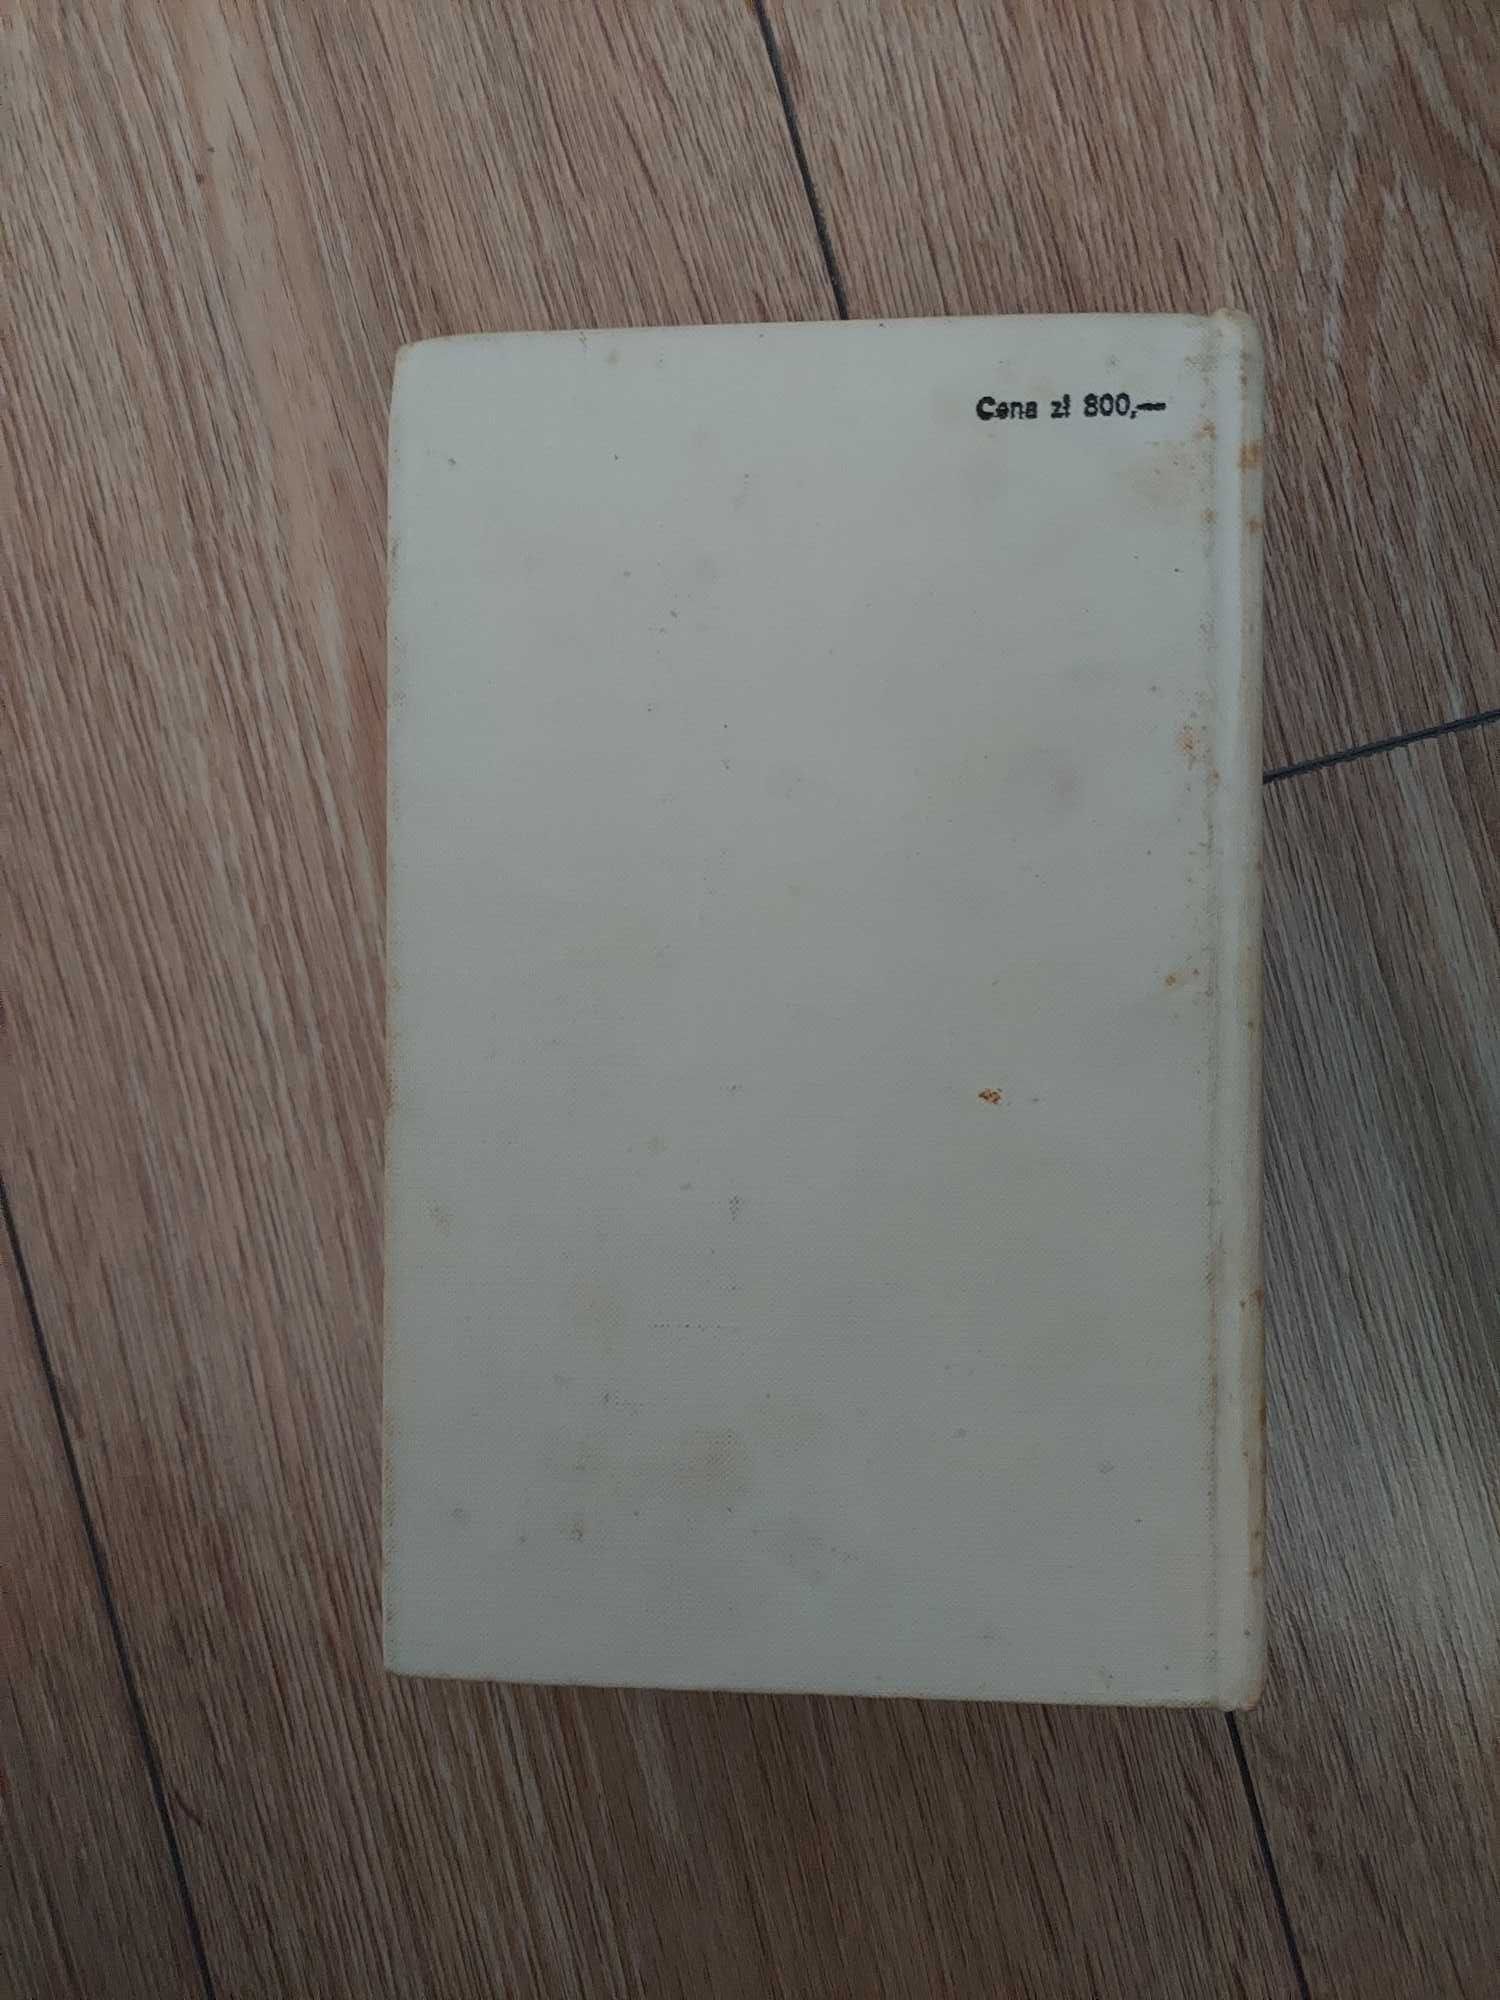 Cena zł 800,—